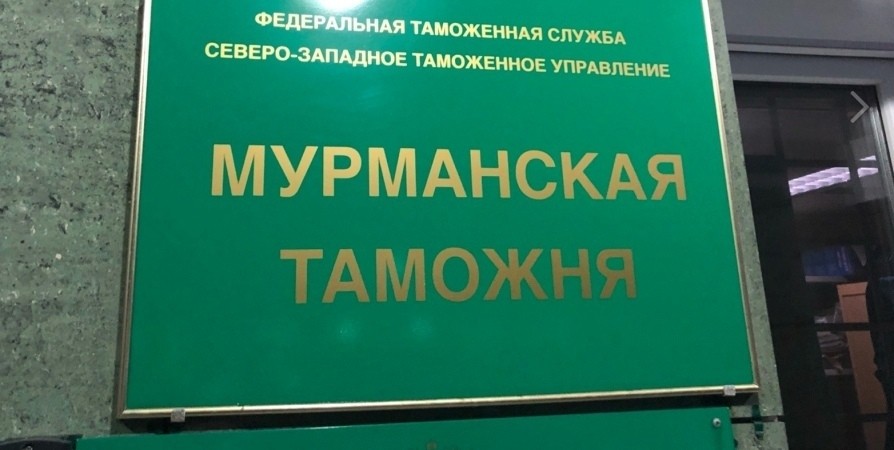 ФЕДЕРАЛЬНАЯ ТАМОЖЕННАЯ СЛУЖБА
СЕВЕРО-ЗАПАДНОЕ ТАМОЖЕННОЕ УПРАВЛЕНИЕ
МУРМАНСКАЯ
ТАМОЖНЯ